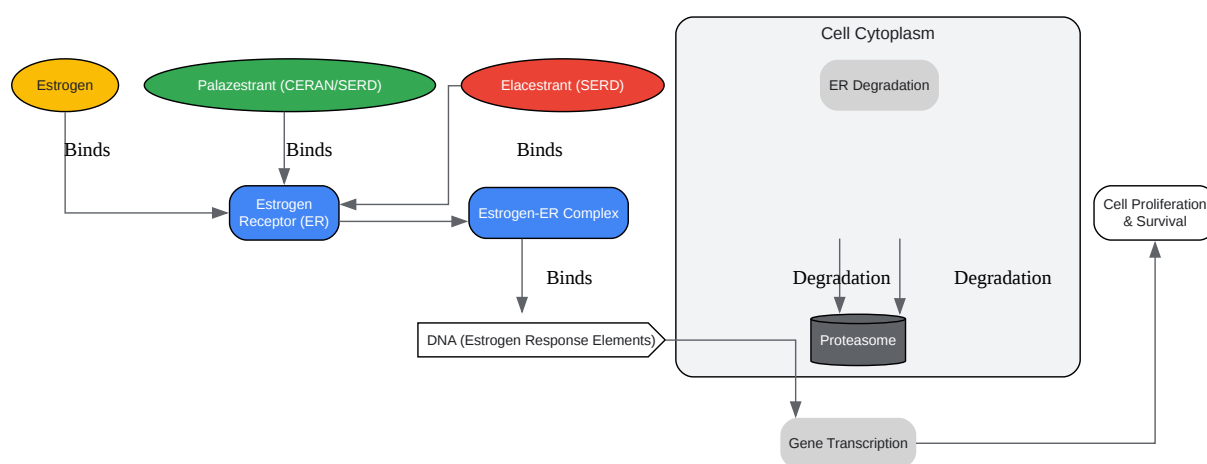 Cell Cytoplasm
Estrogen
Palazestrant (CERAN/SERD)
Elacestrant (SERD)
ER Degradation
Binds
Binds
Binds
Estrogen
Receptor (ER)
Estrogen-ER Complex
Cell Proliferation
& Survival
Binds
Degradation
Degradation
DNA (Estrogen Response Elements)
Proteasome
Gene Transcription